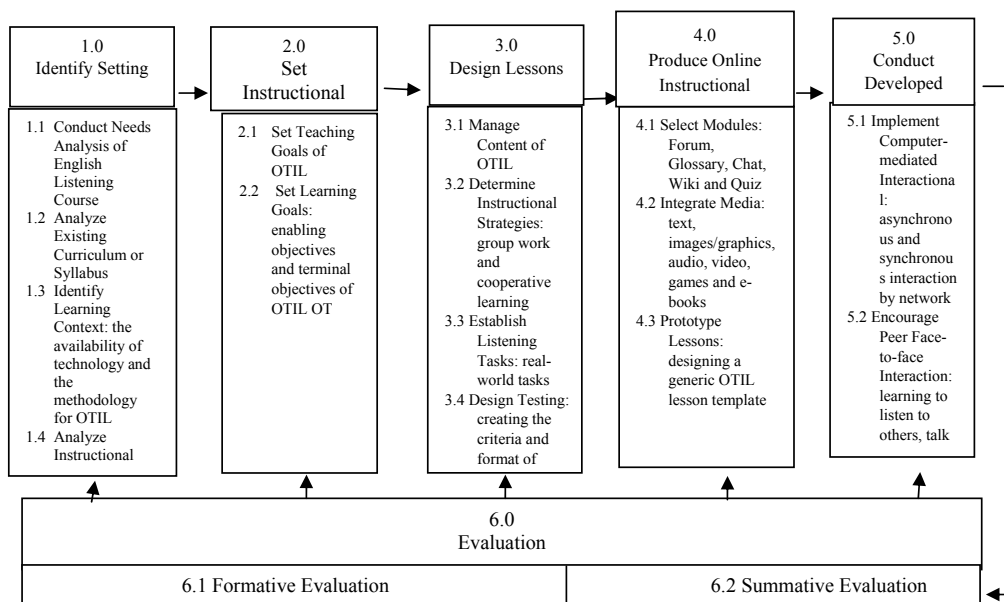 1.0
Identify Setting
1.1 Conduct Needs
Analysis of
English
Listening
Course
1.2 Analyze
Existing
Curriculum or
Syllabus
1.3 Identify
Learning
Context: the
availability of
technology and
the
methodology
for OTIL
1.4 Analyze
Instructional
2.0
Set
Instructional
2.1 Set Teaching
Goals of
OTIL
2.2 Set Learning
Goals:
enabling
objectives
and terminal
objectives of
OTIL OT
3.0
Design Lessons
3.1 Manage
Content of
OTIL
3.2 Determine
Instructional
Strategies:
group work
and
cooperative
learning
3.3 Establish
Listening
Tasks: real-
world tasks
3.4 Design Testing:
creating the
criteria and
format of
4.0
Produce Online
Instructional
4.1 Select Modules:
Forum,
Glossary, Chat,
Wiki and Quiz
4.2 Integrate Media:
text,
images/graphics,
audio, video,
games and e-
books
4.3 Prototype
Lessons:
designing a
generic OTIL
lesson template
5.0
Conduct
Developed
5.1 Implement
Computer-
mediated
Interactiona
l:
asynchrono
us and
synchronou
s interaction
by network
5.2 Encourage
Peer Face-
to-face
Interaction:
learning to
listen to
others, talk
6.0
Evaluation
6.1 Formative Evaluation
6.2 Summative Evaluation